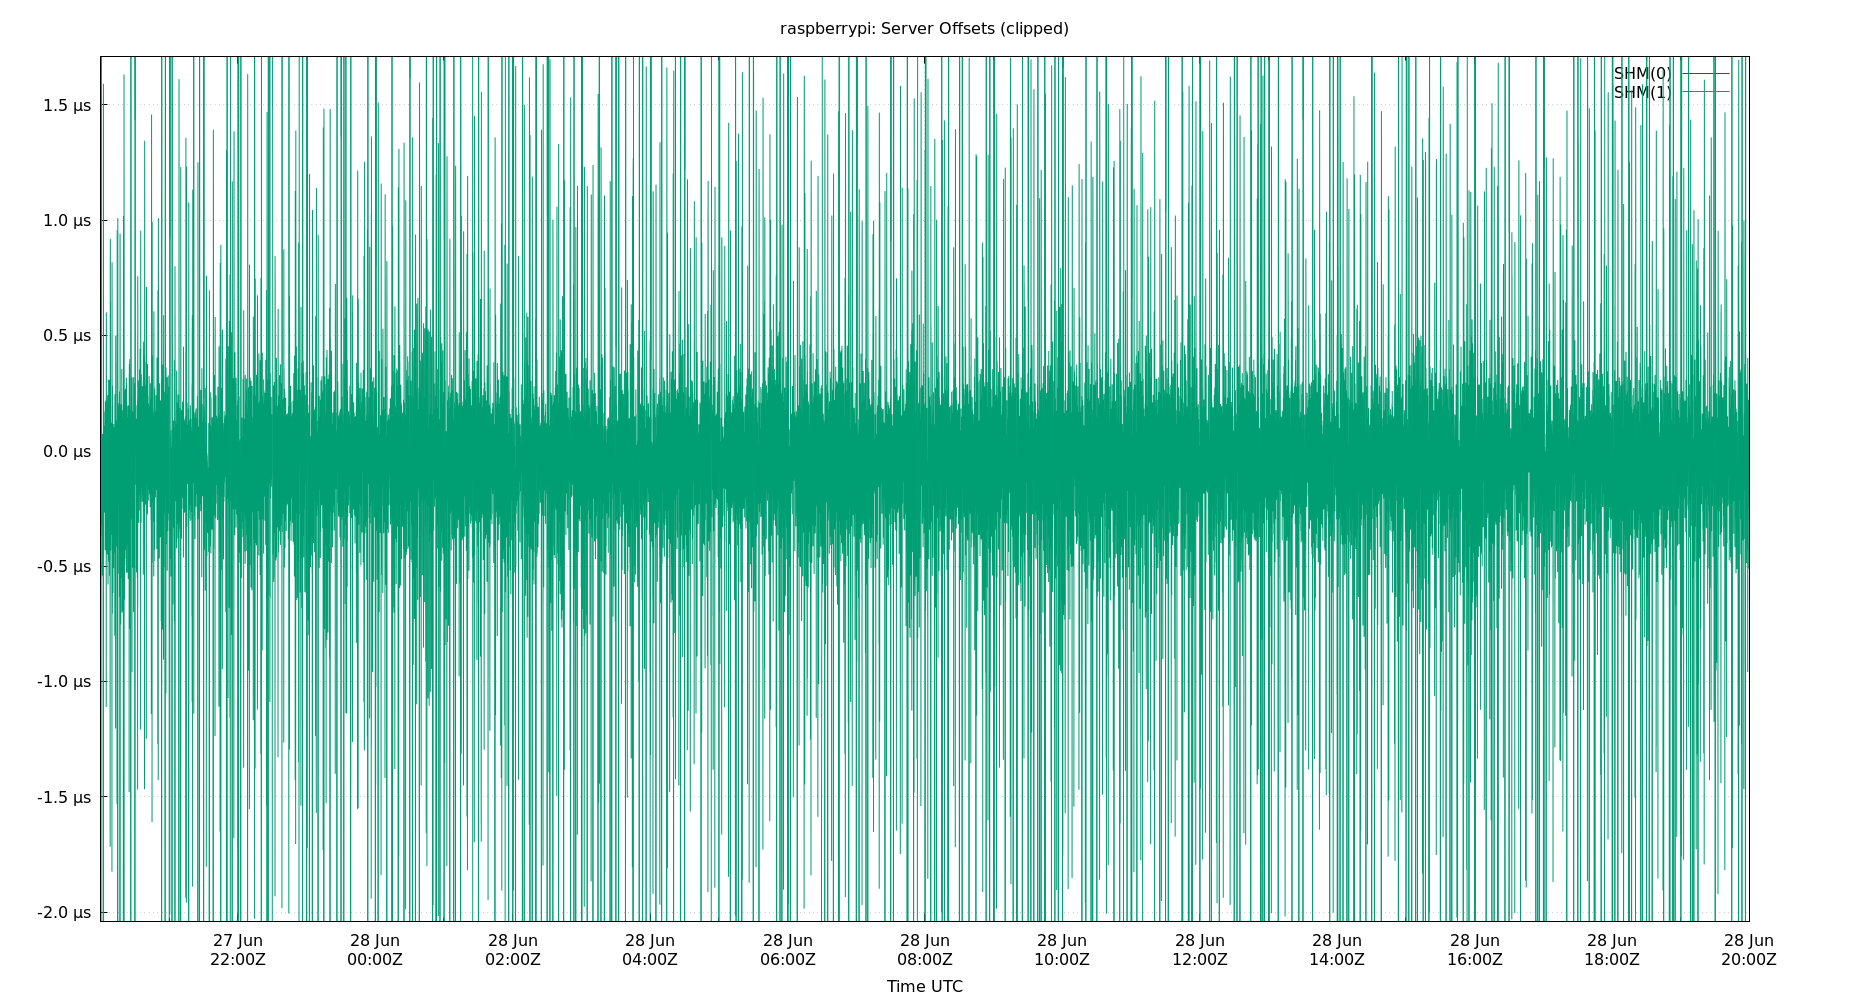 raspberrypi: Server Offsets (clipped)
SHM(0)
SHM(1)
1.5 µs
1.0 µs
0.5 µs
0.0 µs
-0.5 µs
-1.0 µs
-1.5 µs
-2.0 µs
27 Jun 28 Jun 28 Jun 28 Jun 28 Jun 28 Jun 28 Jun 28 Jun 28 Jun 28 Jun 28 Jun 28 Jun
22:00Z 00:00Z 02:00Z 04:00Z 06:00Z 08:00Z 10:00Z 12:00Z 14:00Z 16:00Z 18:00Z 20:00Z
Time UTC